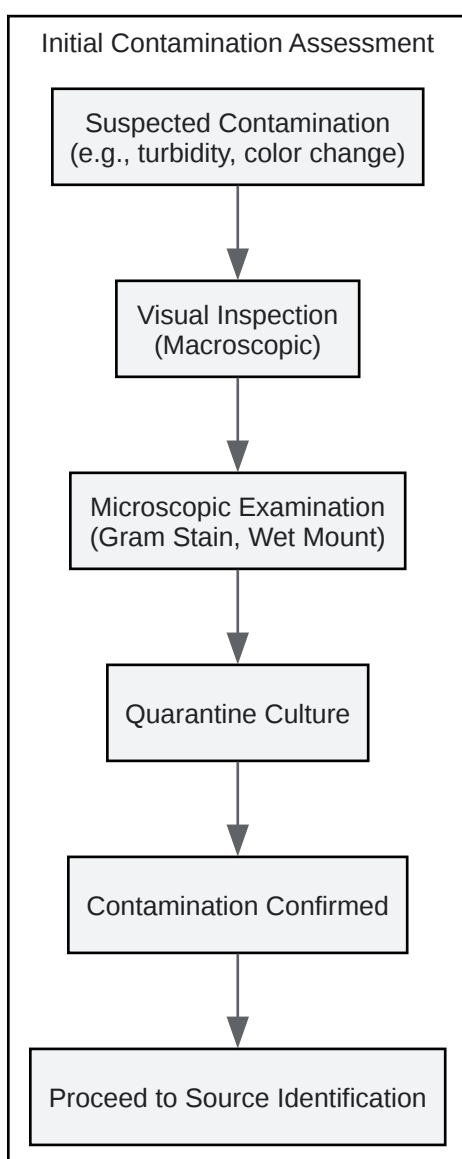 Initial Contamination Assessment
Suspected Contamination
(e.g., turbidity, color change)
Visual Inspection
(Macroscopic)
Microscopic Examination
(Gram Stain, Wet Mount)
Quarantine Culture
Contamination Confirmed
Proceed to Source Identification